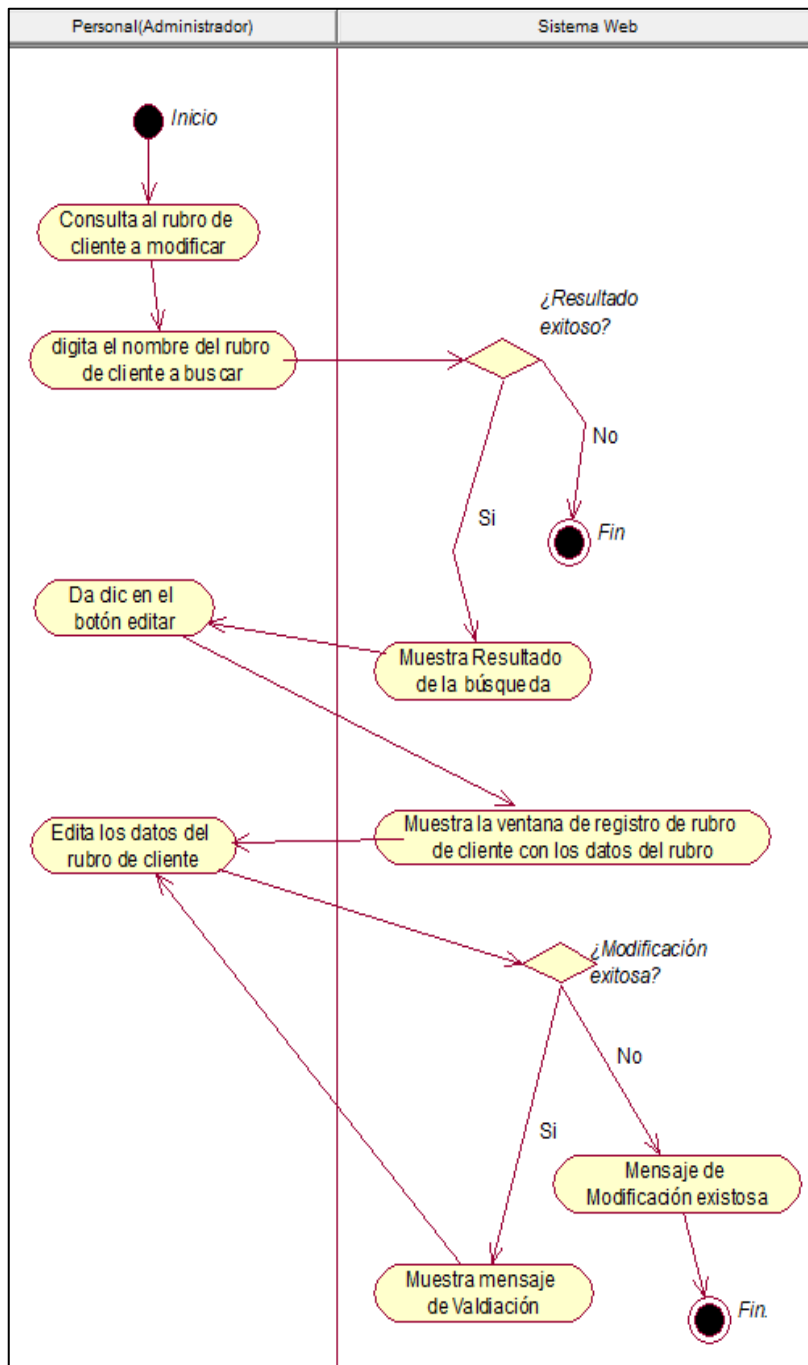 Personal(Administrador)
Sistema Web
Inicio
Consulta al rubro de
cliente a modificar
digita el nombre del rubro
de cliente a buscar
¿Resultado
exitoso?
No
Si
Fin
Da clic en el
botón editar
Muestra Resultado
de la búsqueda
Edita los datos del
rubro de cliente
Muestra la ventana de registro de rubro
de cliente con los datos del rubro
¿Modificación
exitosa?
No
Si
Mensaje de
Modificación existosa
Muestra mensaje
de Valdiación
Fin.